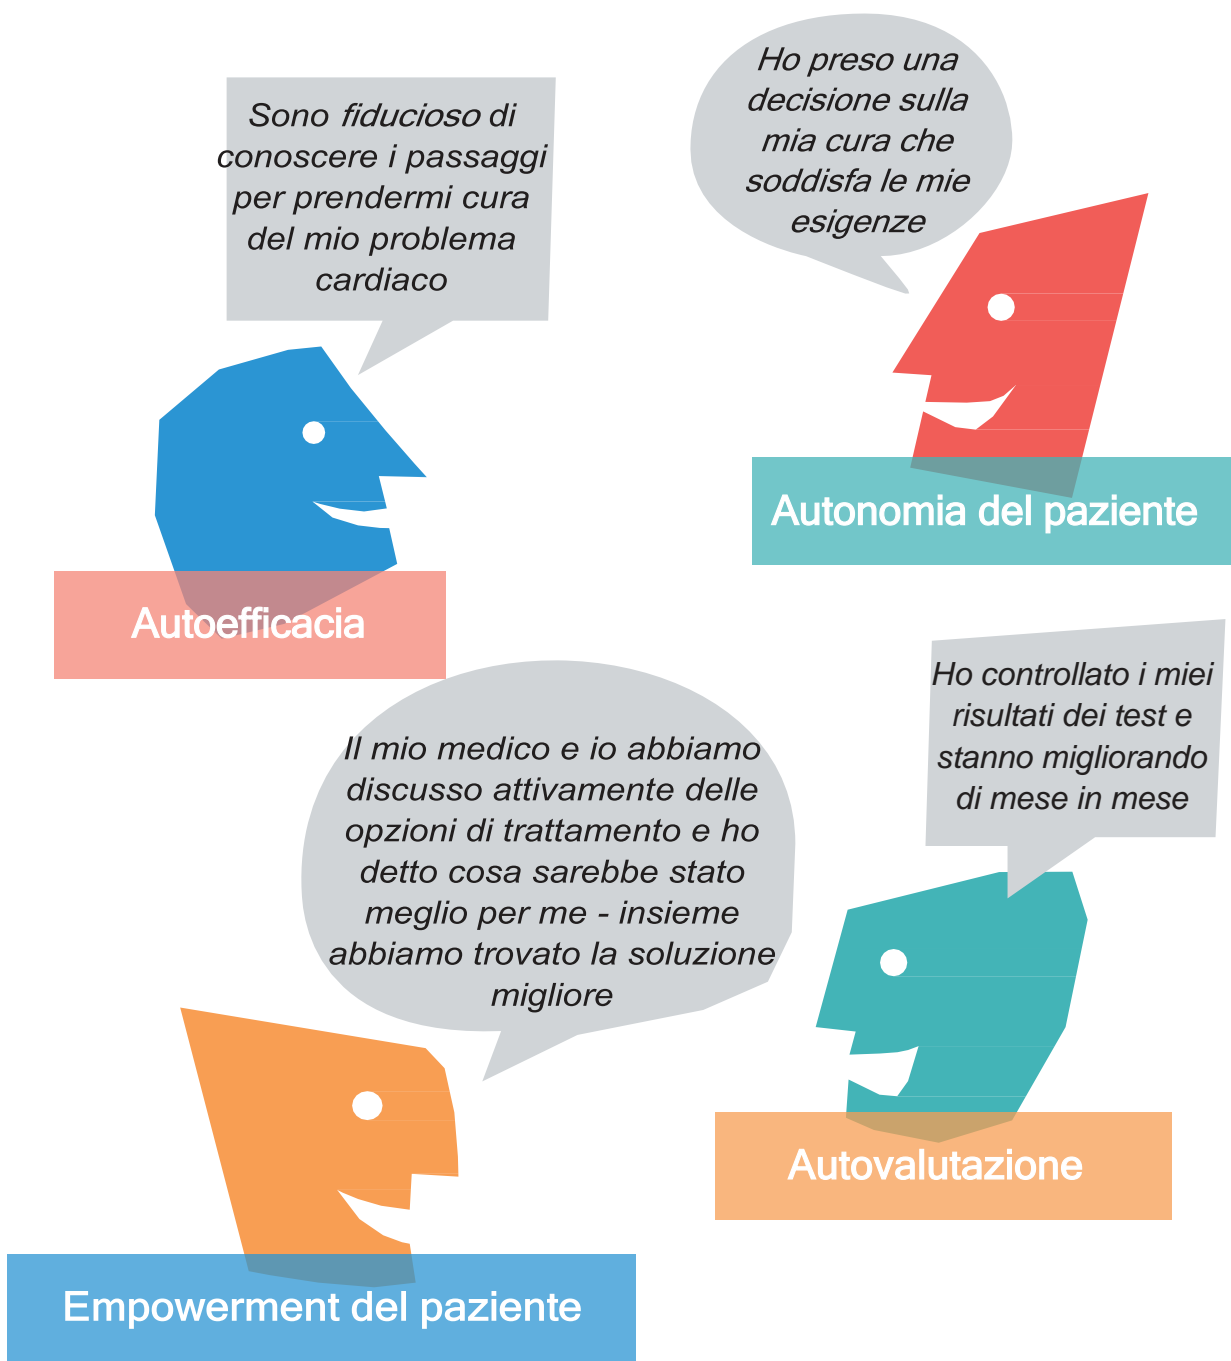 Sono fiducioso di
conoscere i passaggi
per prendermi cura
del mio problema
cardiaco
Autoefficacia
Ho preso una
decisione sulla
mia cura che
soddisfa le mie
esigenze
Autonomia del paziente
Il mio medico e io abbiamo
discusso attivamente delle
opzioni di trattamento e ho
detto cosa sarebbe stato
meglio per me - insieme
abbiamo trovato la soluzione
migliore
Empowerment del paziente
Ho controllato i miei
risultati dei test e
stanno migliorando
di mese in mese
Autovalutazione